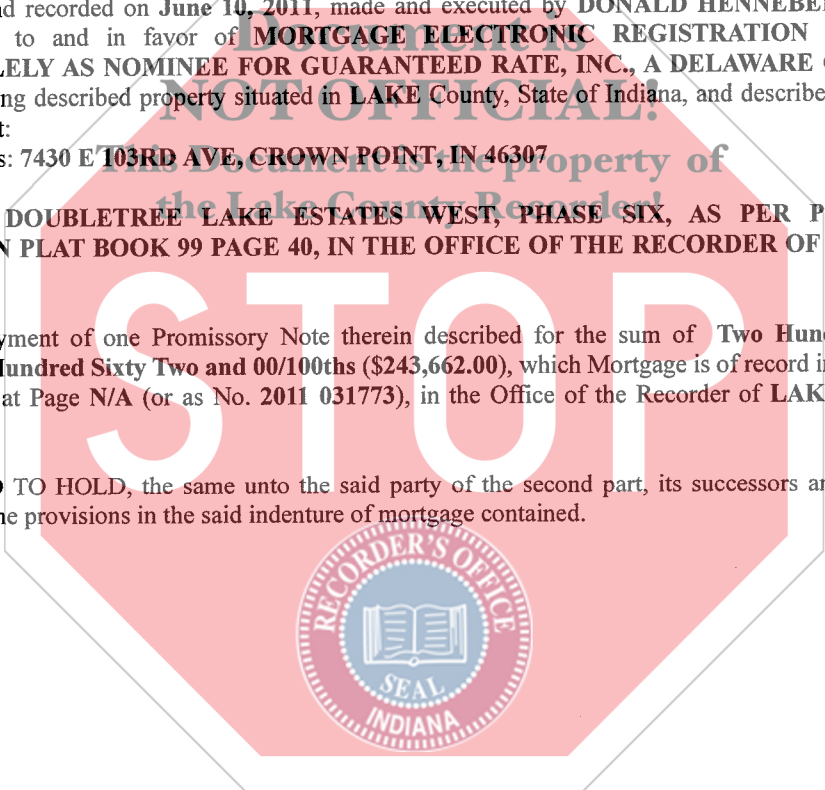 nd recorded on June 10, 2011, made and executed by DONALD HENNEBE
to and in favor of MORTGAGE ELECTRONIC REGISTRATION
LELY AS NOMINEE FOR GUARANTEED RATE, INC., A DELAWARE
ng described property situated in LAKE County, State of Indiana, and describe
t:
s: 7430 E 103RD AVE, CROWN POINT, IN 46307
DOUBLETREE LAKE ESTATES WEST, PHASE SIX, AS PER P
N PLAT BOOK 99 PAGE 40, IN THE OFFICE OF THE RECORDER OF
yment of one Promissory Note therein described for the sum of Two Hun
Hundred Sixty Two and 00/100ths ($243,662.00), which Mortgage is of record i
at Page N/A (or as No. 2011 031773), in the Office of the Recorder of LAK
TO HOLD, the same unto the said party of the second part, its successors a
e provisions in the said indenture of mortgage contained.
Document is
NOT OFFICIAL!
This Document is the property of
the Lake County Recorder!
STOP
RECORDER'S OFFICE
SEAL
INDIANA